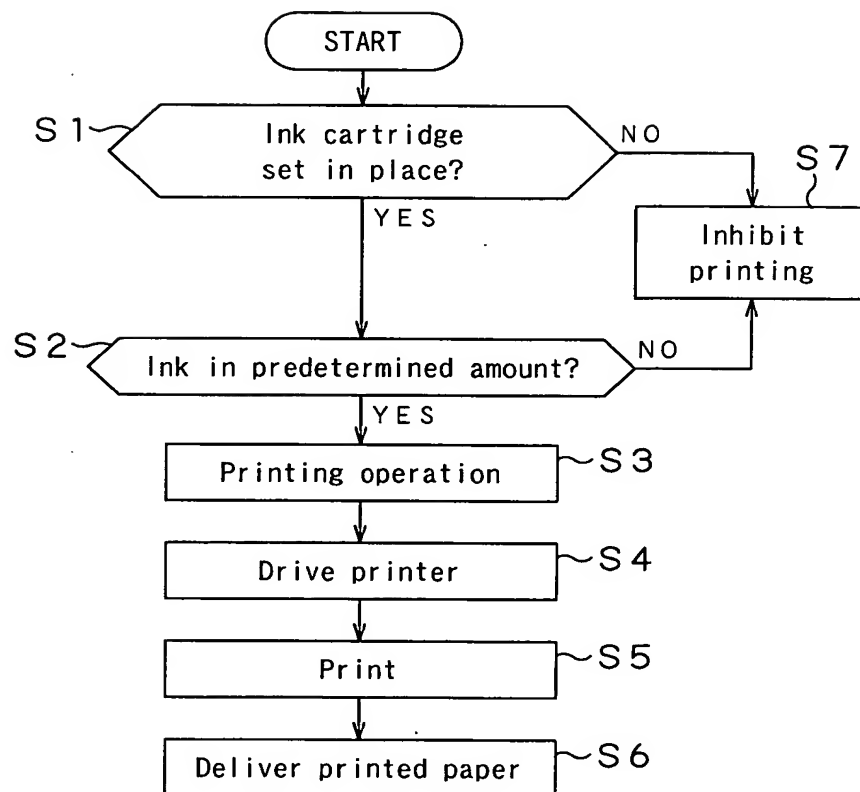 START
S1
Ink cartridge
set in place?
NO
S7
YES
Inhibit
printing
S2
Ink in predetermined amount?
NO
YES
Printing operation
S3
Drive printer
S4
Print
S5
Deliver printed paper
S6